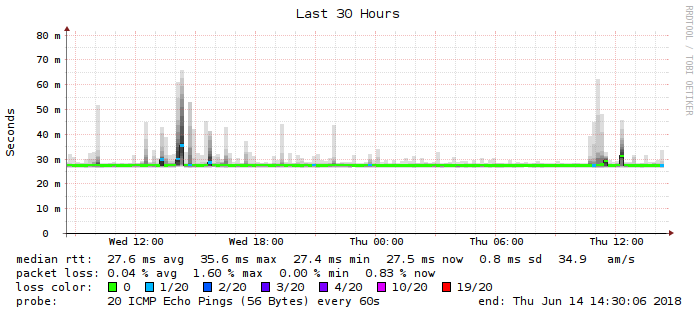 Last 30 Hours
RRDTOOL / TOBI OETIKER
Seconds
80 m
70 m
60 m
50 m
40 m
30 m
20 m
10 m
0
Wed 12:00 Wed 18:00 Thu 00:00 Thu 06:00 Thu 12:00
median rtt: 27.6 ms avg 35.6 ms max 27.4 ms min 27.5 ms now 0.8 ms sd 34.9 am/s
packet loss: 0.04 % avg 1.60 % max 0.00 % min 0.83 % now
loss color: 0 1/20 2/20 3/20 4/20 10/20 19/20
probe: 20 ICMP Echo Pings (56 Bytes) every 60s end: Thu Jun 14 14:30:06 2018